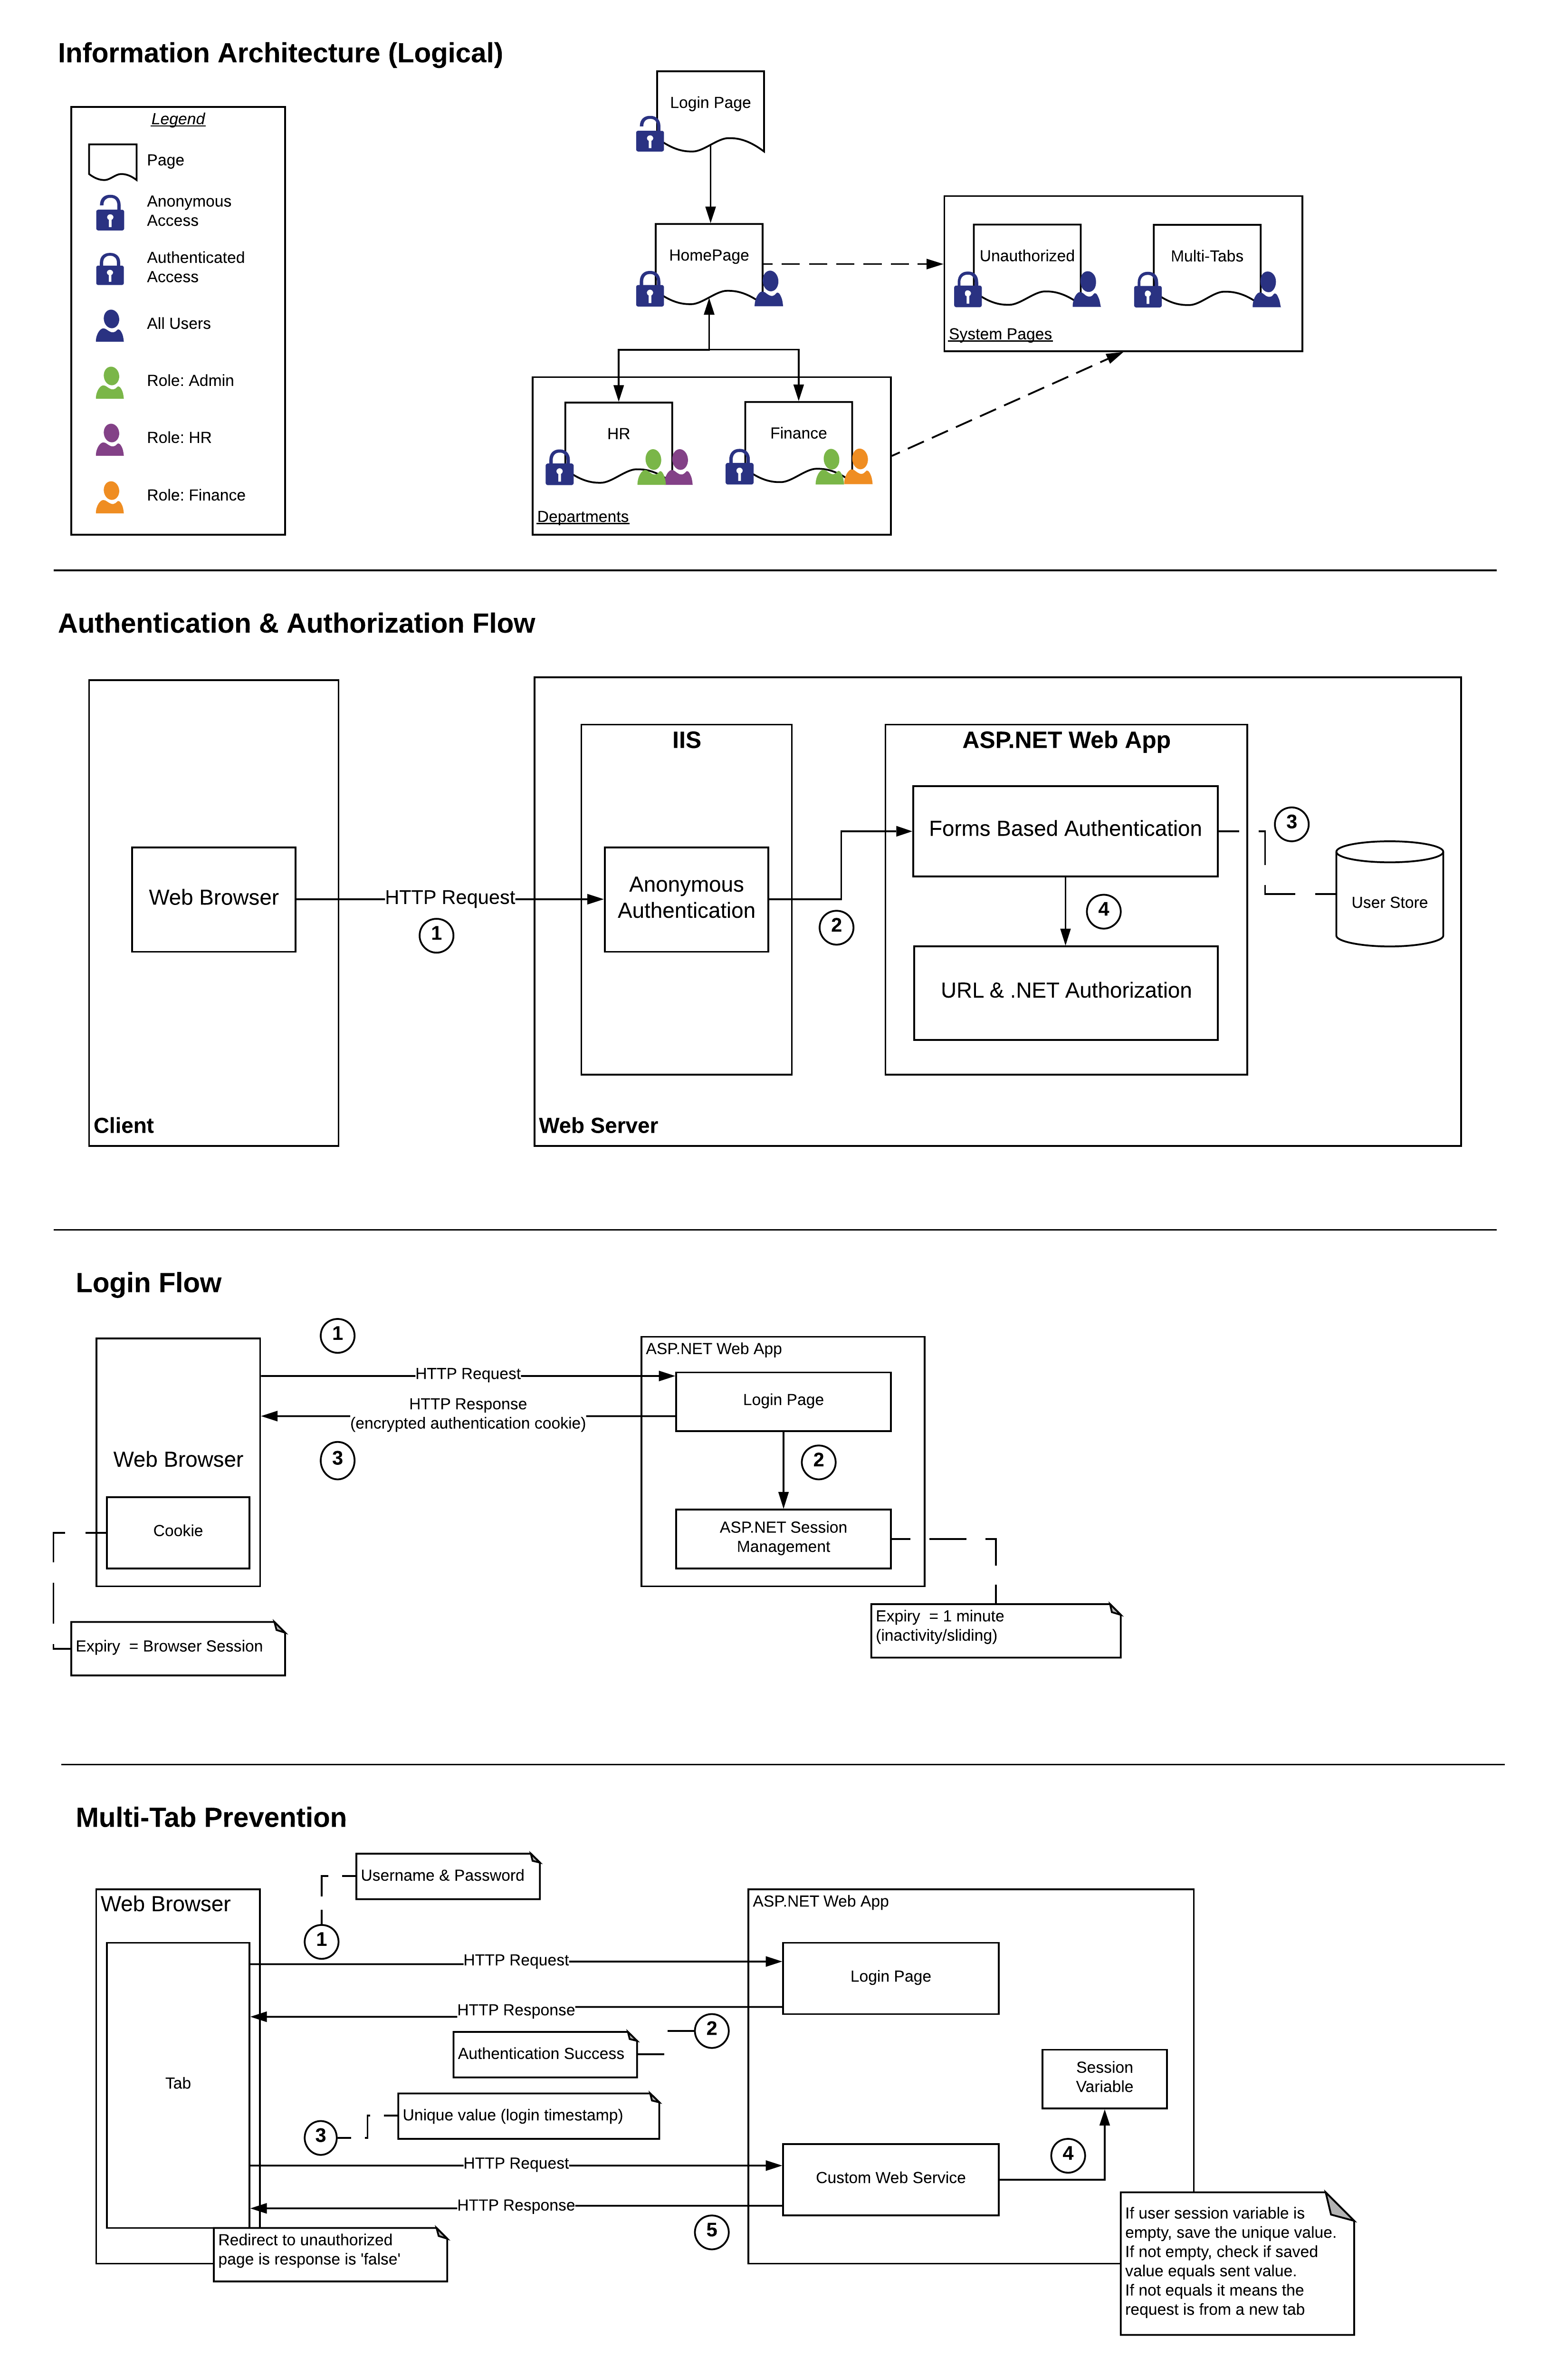 Information Architecture (Logical)
Legend
Page
Anonymous
Access
Authenticated
Access
All Users
Role: Admin
Role: HR
Role: Finance
Login Page
HomePage
Unauthorized
Multi-Tabs
System Pages
HR
Finance
Departments
Authentication & Authorization Flow
IIS
ASP.NET Web App
Web Browser
HTTP Request
1
Anonymous
Authentication
2
Forms Based Authentication
3
4
User Store
URL & .NET Authorization
Client
Web Server
Login Flow
1
ASP.NET Web App
HTTP Request
HTTP Response
(encrypted authentication cookie)
Login Page
Web Browser
3
2
Cookie
ASP.NET Session
Management
Expiry  = Browser Session
Expiry  = 1 minute
(inactivity/sliding)
Multi-Tab Prevention
Username & Password
Web Browser
ASP.NET Web App
1
HTTP Request
Login Page
HTTP Response
2
Authentication Success
Tab
Session
Variable
Unique value (login timestamp)
3
HTTP Request
4
Custom Web Service
HTTP Response
5
Redirect to unauthorized
page is response is 'false'
If user session variable is
empty, save the unique value.
If not empty, check if saved
value equals sent value.
If not equals it means the
request is from a new tab